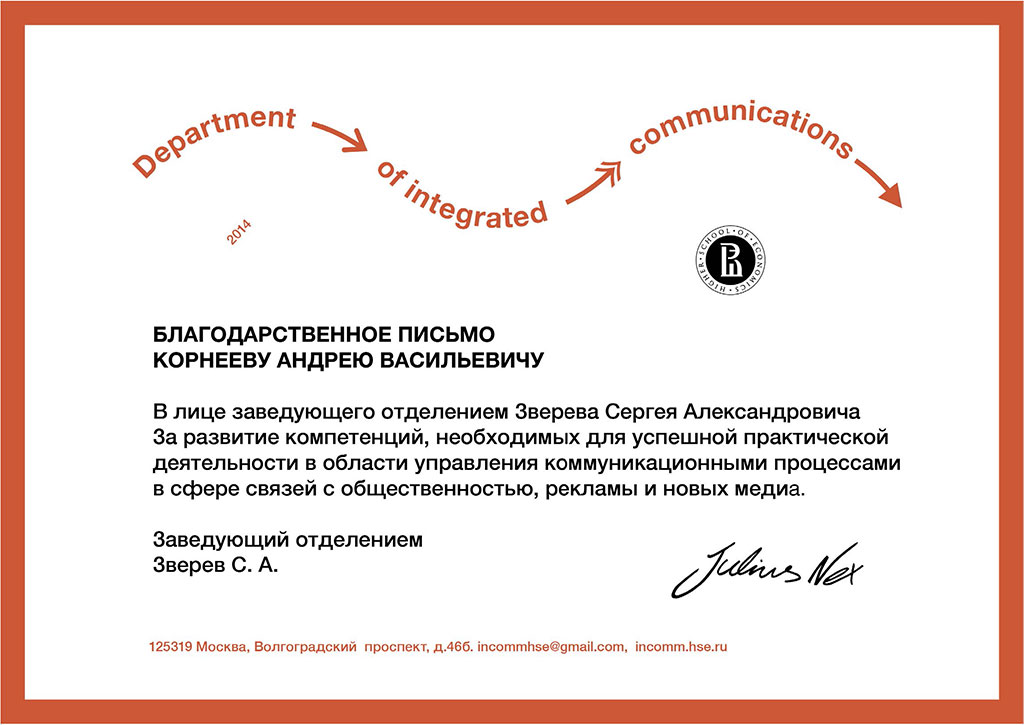 Department
of integrated
communications
2014
HIGHER · SCHOOL · OF · ECONOMICS ·
БЛАГОДАРСТВЕННОЕ ПИСЬМО
КОРНЕЕВУ АНДРЕЮ ВАСИЛЬЕВИЧУ
В лице заведующего отделением Зверева Сергея Александровича
За развитие компетенций, необходимых для успешной практической
деятельности в области управления коммуникационными процессами
в сфере связей с общественностью, рекламы и новых медиа.
Заведующий отделением
Зверев С. А.
Julius Nex
125319 Москва, Волгоградский проспект, д.46б. incommhse@gmail.com, incomm.hse.ru